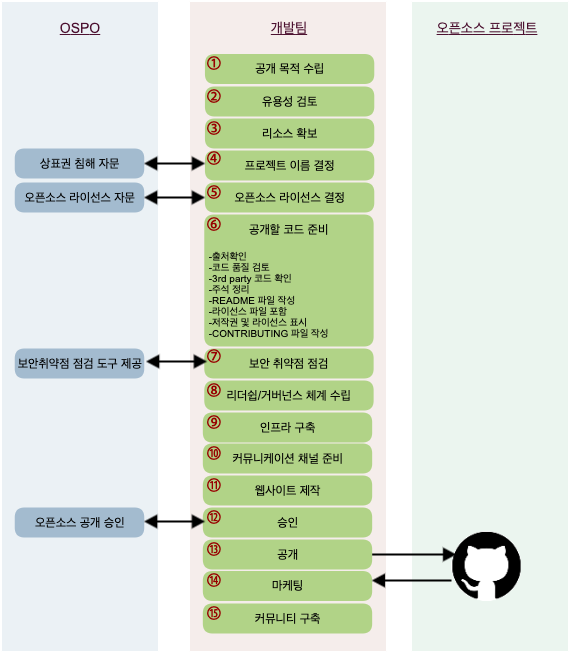 OSPO
개발팀
오픈소스 프로젝트
① 공개 목적 수립
② 유용성 검토
③ 리소스 확보
상표권 침해 자문
④ 프로젝트 이름 결정
오픈소스 라이선스 자문
⑤ 오픈소스 라이선스 결정
⑥ 공개할 코드 준비
-출처확인
-코드 품질 검토
-3rd party 코드 확인
-주석 정리
-README 파일 작성
-라이선스 파일 포함
-저작권 및 라이선스 표시
-CONTRIBUTING 파일 작성
보안취약점 점검 도구 제공
⑦ 보안 취약점 점검
⑧ 리더쉽/거버넌스 체계 수립
⑨ 인프라 구축
⑩ 커뮤니케이션 채널 준비
⑪ 웹사이트 제작
오픈소스 공개 승인
⑫ 승인
⑬ 공개
⑭ 마케팅
⑮ 커뮤니티 구축